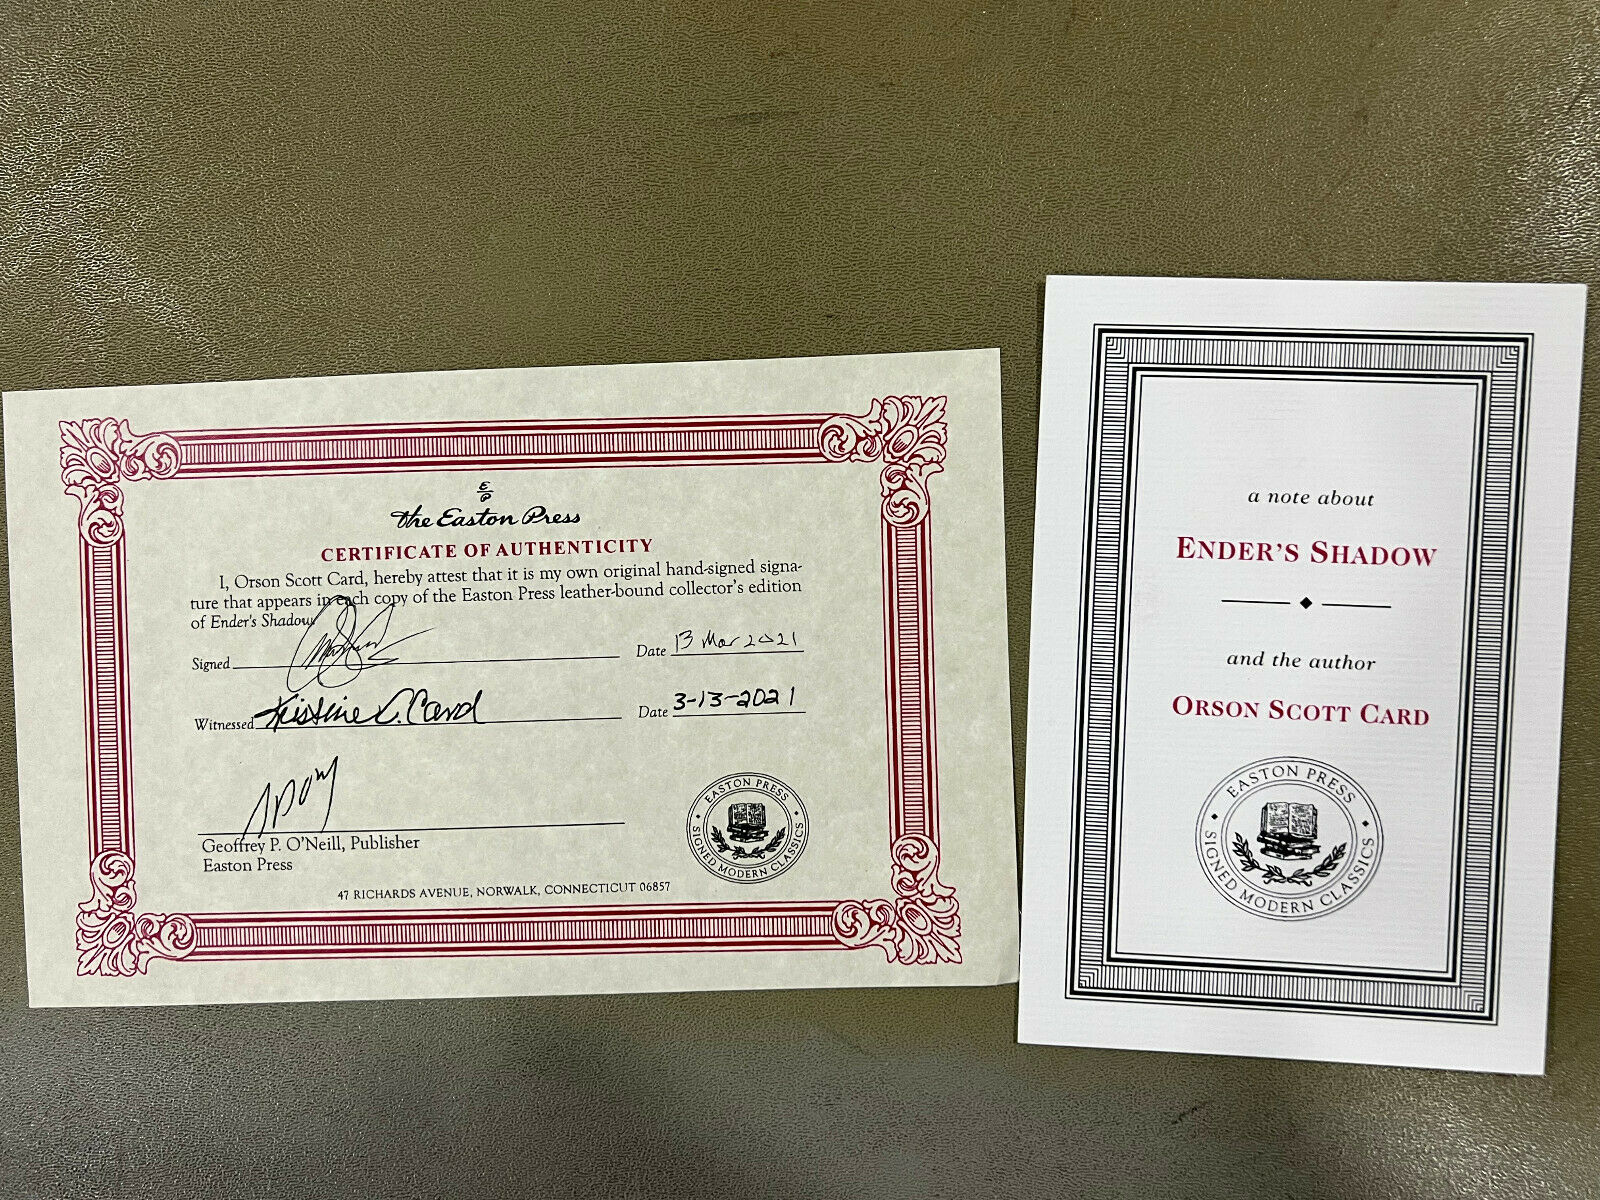 E
P
the Easton Press
CERTIFICATE OF AUTHENTICITY
I, Orson Scott Card, hereby attest that it is my own original hand-signed signa-
ture that appears in each copy of the Easton Press leather-bound collector's edition
of Ender's Shadow
Signed
Date 13 Mar 2021
Witnessed Kristine C. Card
Date 3-13-2021
Geoffrey P. O'Neill, Publisher
Easton Press
EASTON PRESS
SIGNED MODERN CLASSICS
47 RICHARDS AVENUE, NORWALK, CONNECTICUT 06857
a note about
ENDER'S SHADOW
and the author
ORSON SCOTT CARD
EASTON PRESS
SIGNED MODERN CLASSICS